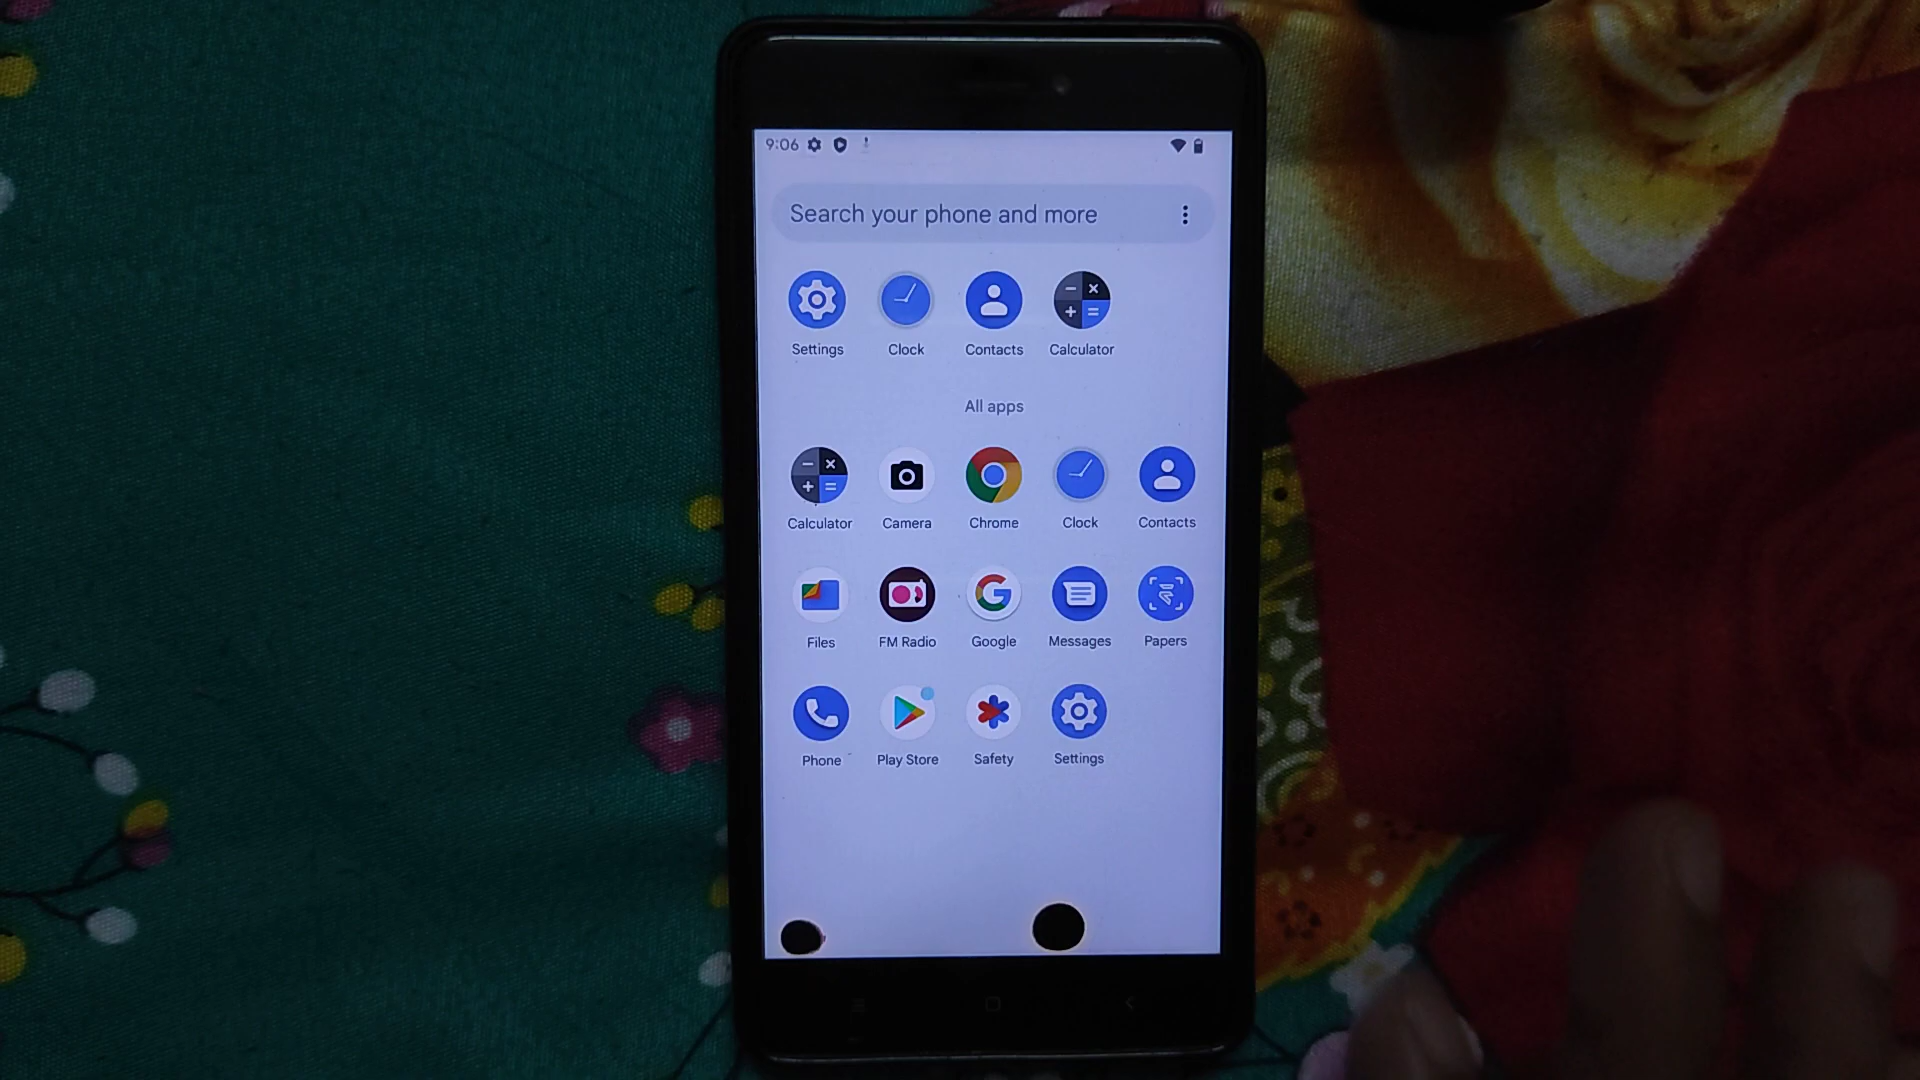 9:06
Search your phone and more
Settings Clock Contacts Calculator
All apps
Calculator Camera Chrome Clock Contacts
Files FM Radio Google Messages Papers
Phone Play Store Safety Settings